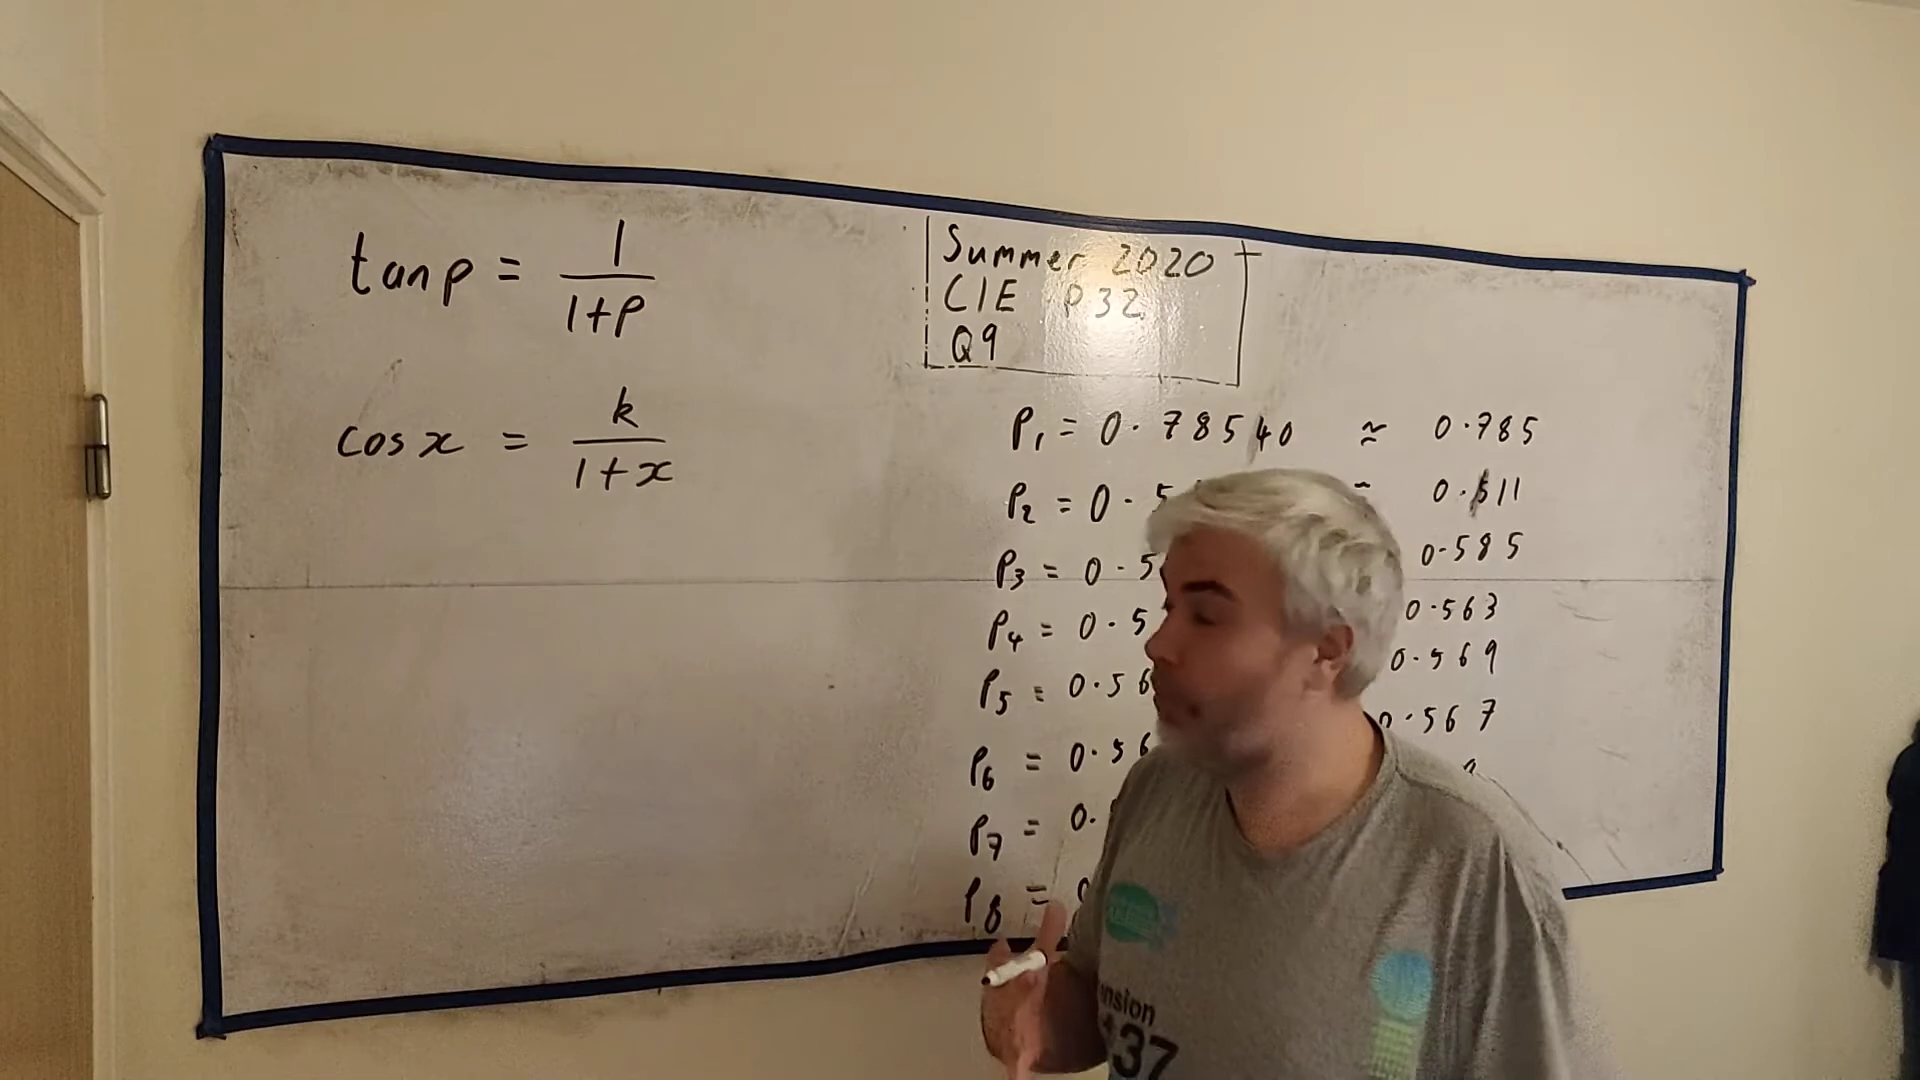 tan p = 1/(1+p)
cos x = k/(1+x)
Summer 2020
CIE P32
Q9
P₁ = 0.78540 ≈ 0.785
P₂ = 0.5 0.511
P₃ = 0.5 0.585
P₄ = 0.5 0.563
P₅ = 0.56 0.569
P₆ = 0.56 0.567
P₇ = 0.
P₈ =
37